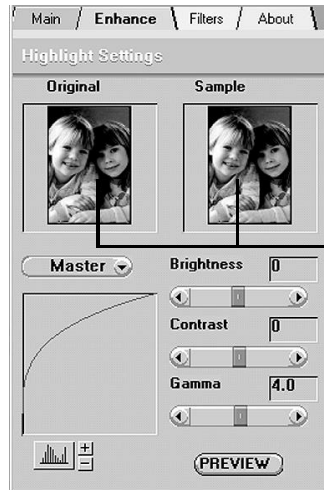 Main / Enhance \ Filters / About \
Highlight Settings
Original Sample
Master
Brightness 0
Contrast 0
Gamma 4.0
+
-
PREVIEW